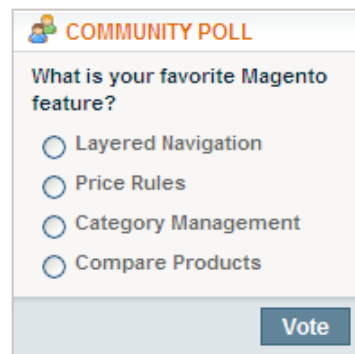 COMMUNITY POLL
What is your favorite Magento
feature?
Layered Navigation
Price Rules
Category Management
Compare Products
Vote